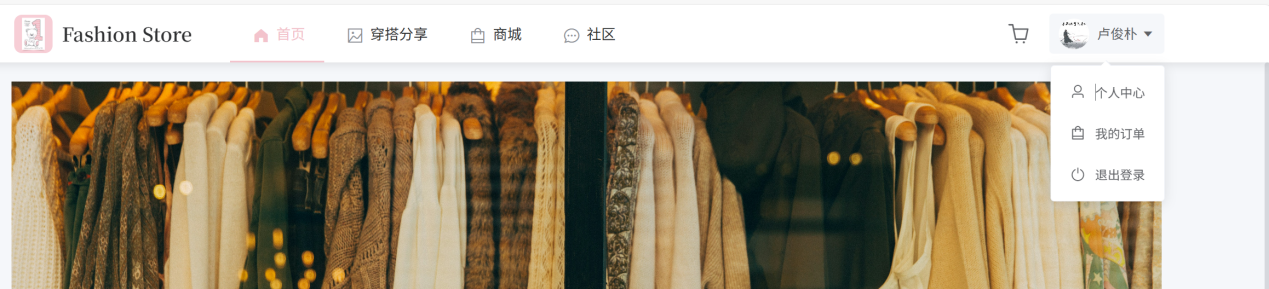 Fashion Store
首页
穿搭分享
商城
社区
卢俊朴
个人中心
我的订单
退出登录